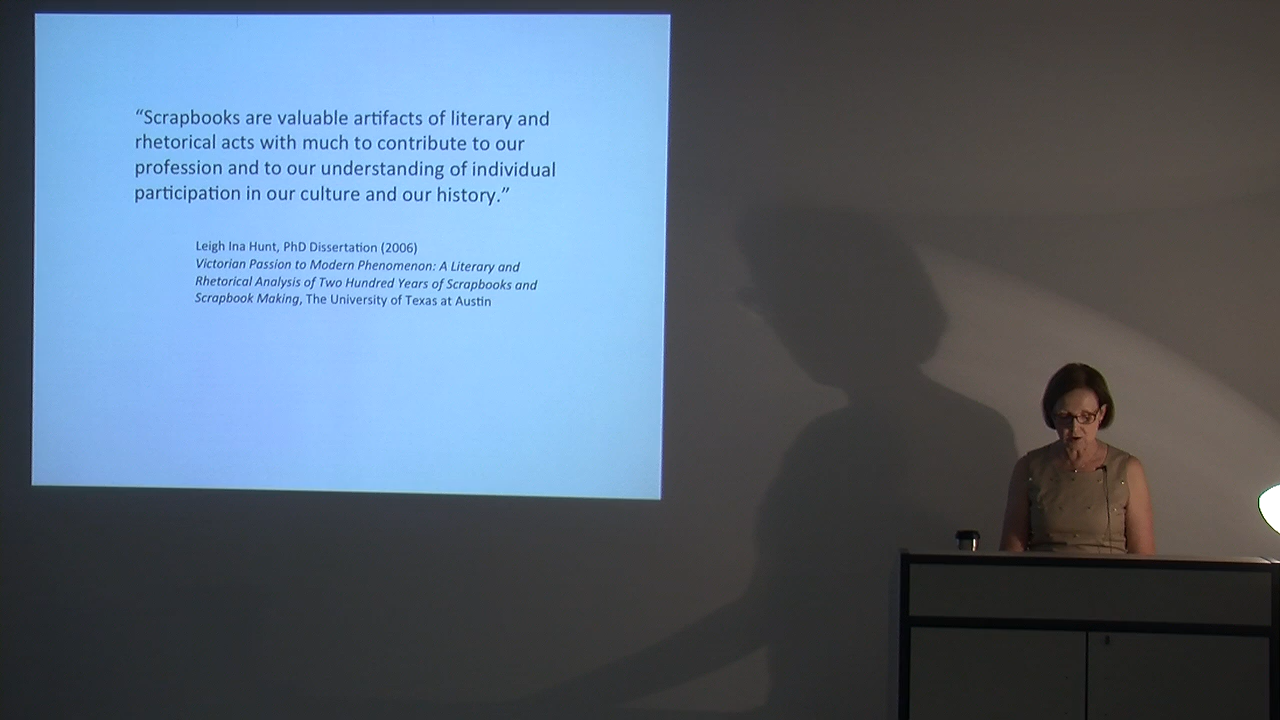 “Scrapbooks are valuable artifacts of literary and
rhetorical acts with much to contribute to our
profession and to our understanding of individual
participation in our culture and our history.”
Leigh Ina Hunt, PhD Dissertation (2006)
Victorian Passion to Modern Phenomenon: A Literary and
Rhetorical Analysis of Two Hundred Years of Scrapbooks and
Scrapbook Making, The University of Texas at Austin